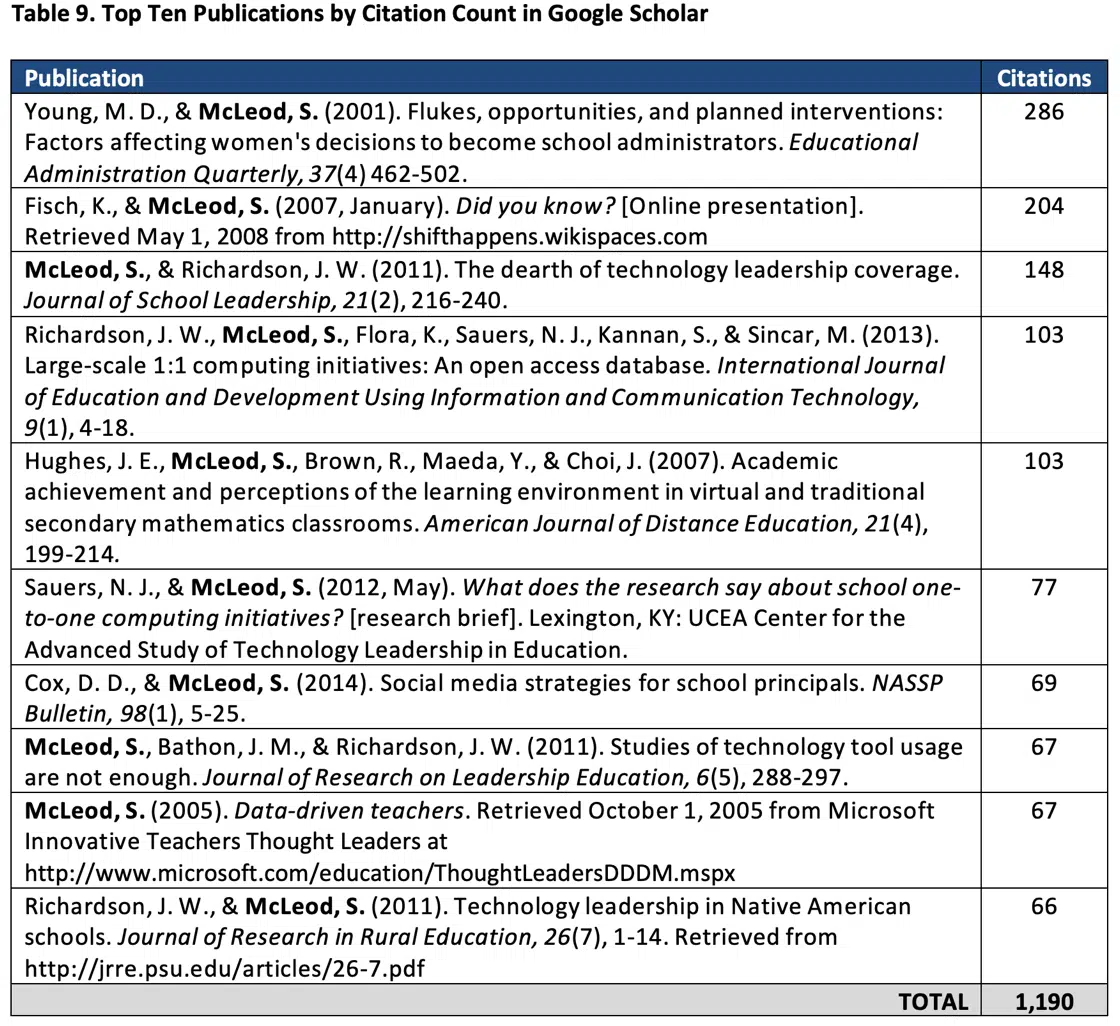 Table 9. Top Ten Publications by Citation Count in Google Scholar
Publication Citations
Young, M. D., & McLeod, S. (2001). Flukes, opportunities, and planned interventions: 286
Factors affecting women's decisions to become school administrators. Educational
Administration Quarterly, 37(4) 462-502.
Fisch, K., & McLeod, S. (2007, January). Did you know? [Online presentation]. 204
Retrieved May 1, 2008 from http://shifthappens.wikispaces.com
McLeod, S., & Richardson, J. W. (2011). The dearth of technology leadership coverage. 148
Journal of School Leadership, 21(2), 216-240.
Richardson, J. W., McLeod, S., Flora, K., Sauers, N. J., Kannan, S., & Sincar, M. (2013). 103
Large-scale 1:1 computing initiatives: An open access database. International Journal
of Education and Development Using Information and Communication Technology,
9(1), 4-18.
Hughes, J. E., McLeod, S., Brown, R., Maeda, Y., & Choi, J. (2007). Academic 103
achievement and perceptions of the learning environment in virtual and traditional
secondary mathematics classrooms. American Journal of Distance Education, 21(4),
199-214.
Sauers, N. J., & McLeod, S. (2012, May). What does the research say about school one- 77
to-one computing initiatives? [research brief]. Lexington, KY: UCEA Center for the
Advanced Study of Technology Leadership in Education.
Cox, D. D., & McLeod, S. (2014). Social media strategies for school principals. NASSP 69
Bulletin, 98(1), 5-25.
McLeod, S., Bathon, J. M., & Richardson, J. W. (2011). Studies of technology tool usage 67
are not enough. Journal of Research on Leadership Education, 6(5), 288-297.
McLeod, S. (2005). Data-driven teachers. Retrieved October 1, 2005 from Microsoft 67
Innovative Teachers Thought Leaders at
http://www.microsoft.com/education/ThoughtLeadersDDDM.mspx
Richardson, J. W., & McLeod, S. (2011). Technology leadership in Native American 66
schools. Journal of Research in Rural Education, 26(7), 1-14. Retrieved from
http://jrre.psu.edu/articles/26-7.pdf
TOTAL 1,190